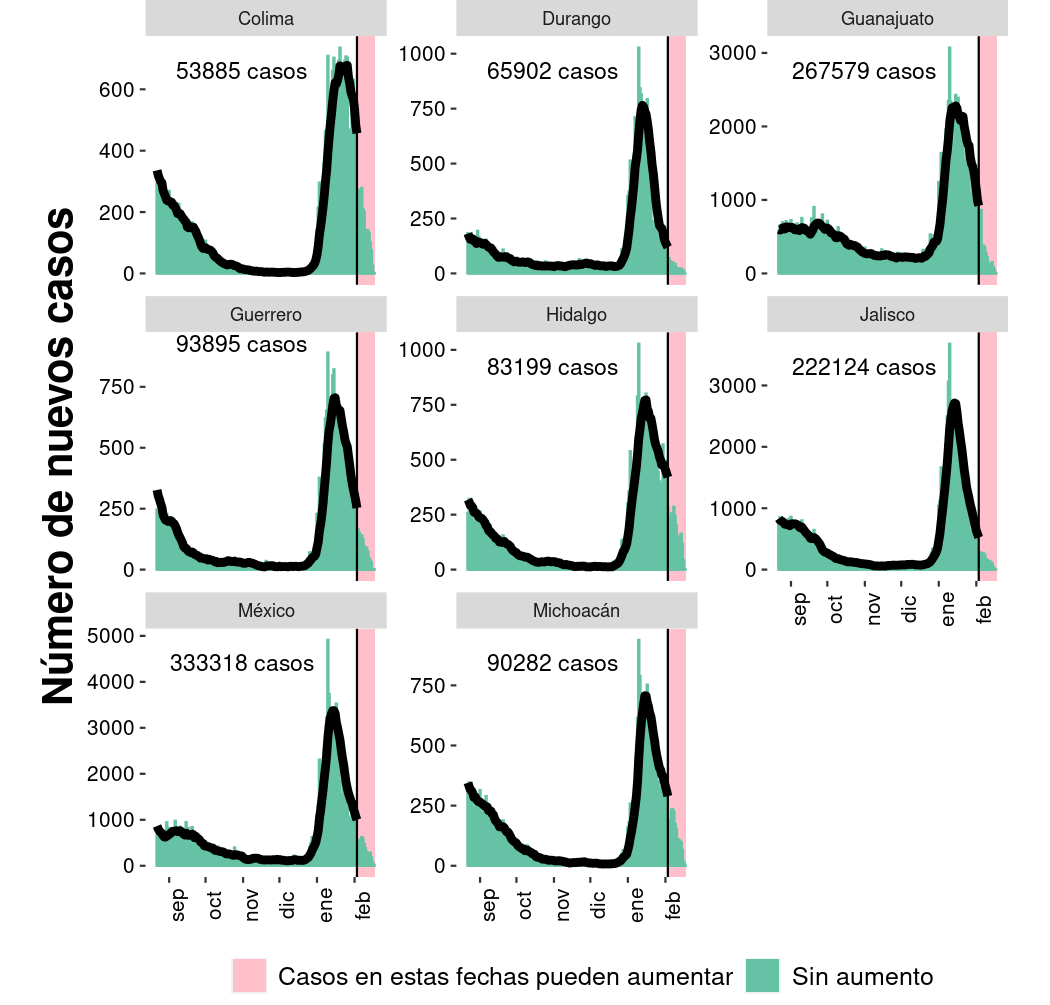 Número de nuevos casos
Colima
53885 casos
600
400
200
0
Durango
65902 casos
1000
750
500
250
0
Guanajuato
267579 casos
3000
2000
1000
0
Guerrero
93895 casos
750
500
250
0
Hidalgo
83199 casos
1000
750
500
250
0
Jalisco
222124 casos
3000
2000
1000
0
sep
oct
nov
dic
ene
feb
México
333318 casos
5000
4000
3000
2000
1000
0
sep
oct
nov
dic
ene
feb
Michoacán
90282 casos
750
500
250
0
sep
oct
nov
dic
ene
feb
Casos en estas fechas pueden aumentar
Sin aumento